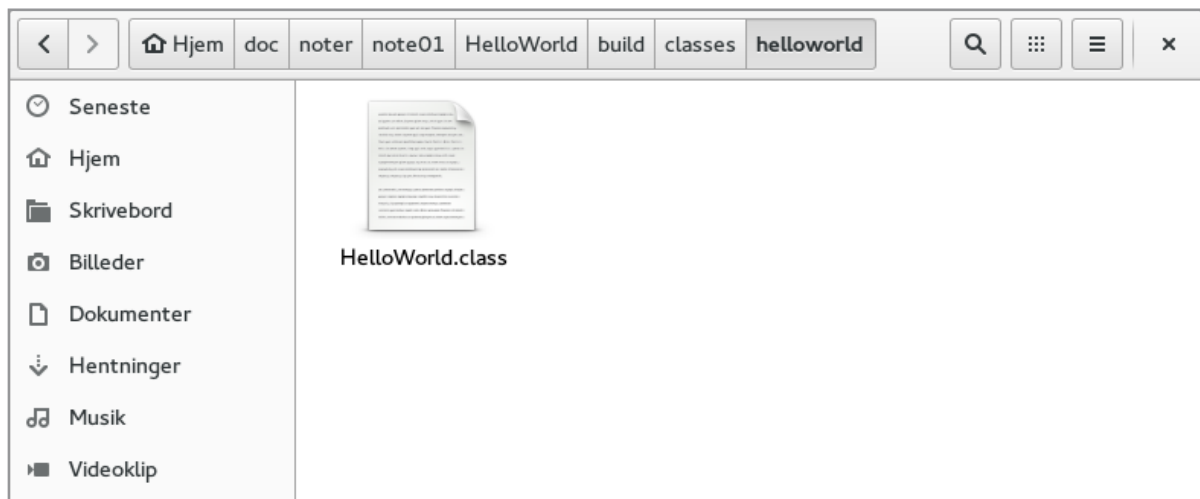 Hjem doc noter note01 HelloWorld build classes helloworld
Seneste
Hjem
Skrivebord
Billeder
Dokumenter
Hentninger
Musik
Videoklip
HelloWorld.class